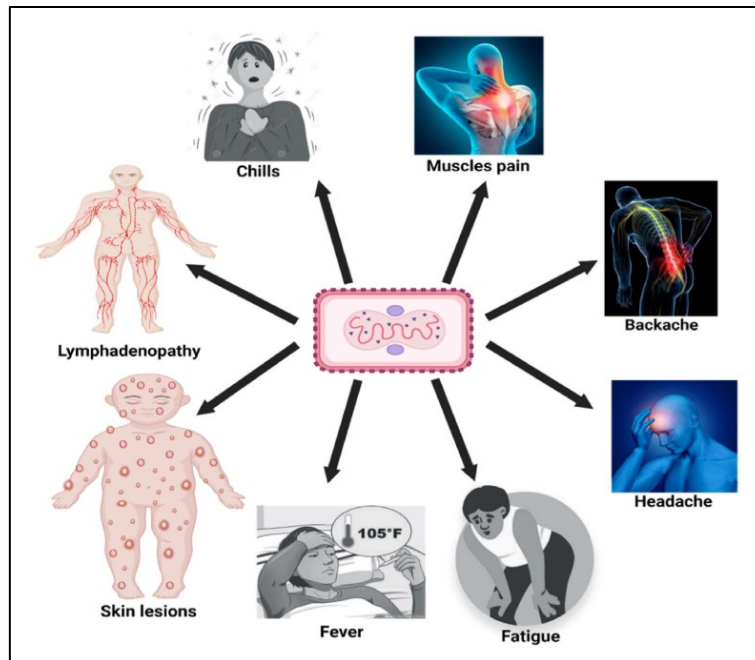 Chills
Muscles pain
Lymphadenopathy
Backache
Skin lesions
105°F
Headache
Fever
Fatigue